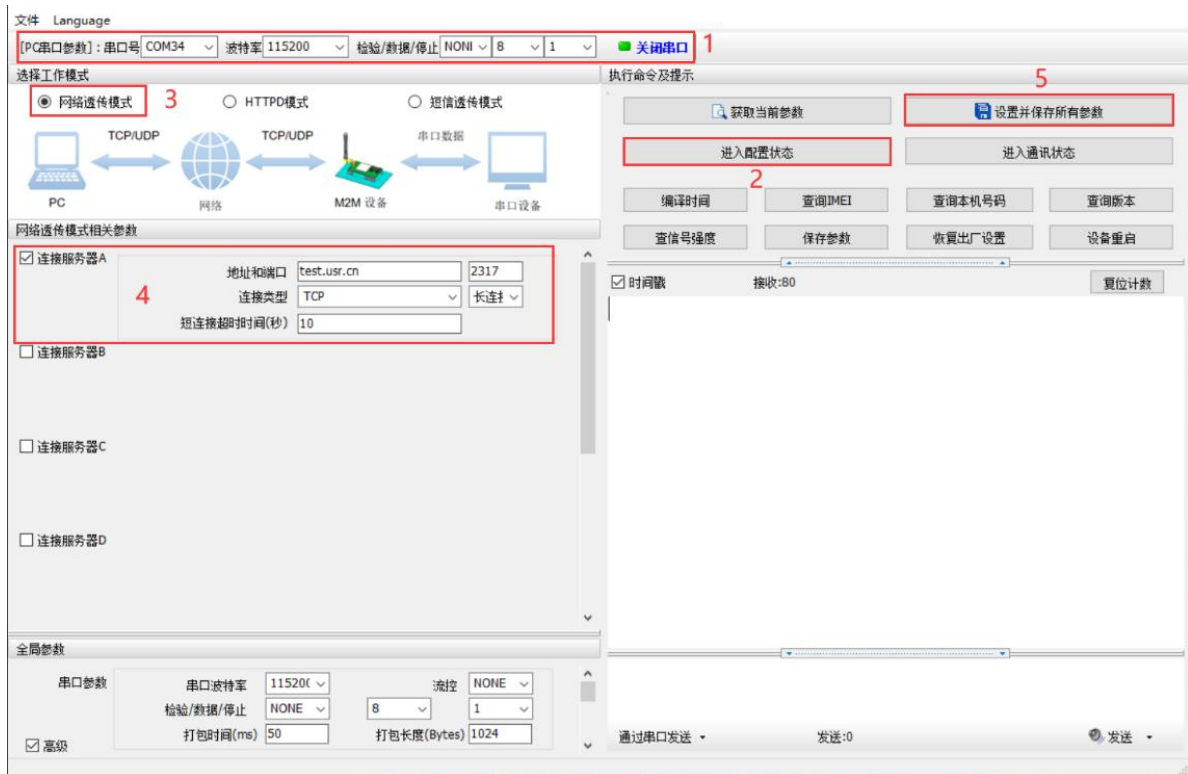 文件 Language
[PC串口参数]：串口号 COM34 波特率 115200 检验/数据/停止 NONI 8 1 关闭串口 1
选择工作模式
网络透传模式 3 HTTPD模式 短信透传模式
TCP/UDP TCP/UDP 串口数据
PC 网络 M2M 设备 串口设备
网络透传模式相关参数
连接服务器A
地址和端口 test.usr.cn 2317
4 连接类型 TCP 长连接
短连接超时时间(秒) 10
连接服务器B
连接服务器C
连接服务器D
全局参数
串口参数 串口波特率 11520( 流控 NONE
检验/数据/停止 NONE 8 1
打包时间(ms) 50 打包长度(Bytes) 1024
高级
执行命令及提示 5
获取当前参数 设置并保存所有参数
进入配置状态 进入通讯状态
2
编译时间 查询IMEI 查询本机号码 查询版本
查信号强度 保存参数 恢复出厂设置 设备重启
时间戳 接收:80 复位计数
通过串口发送 发送:0 发送